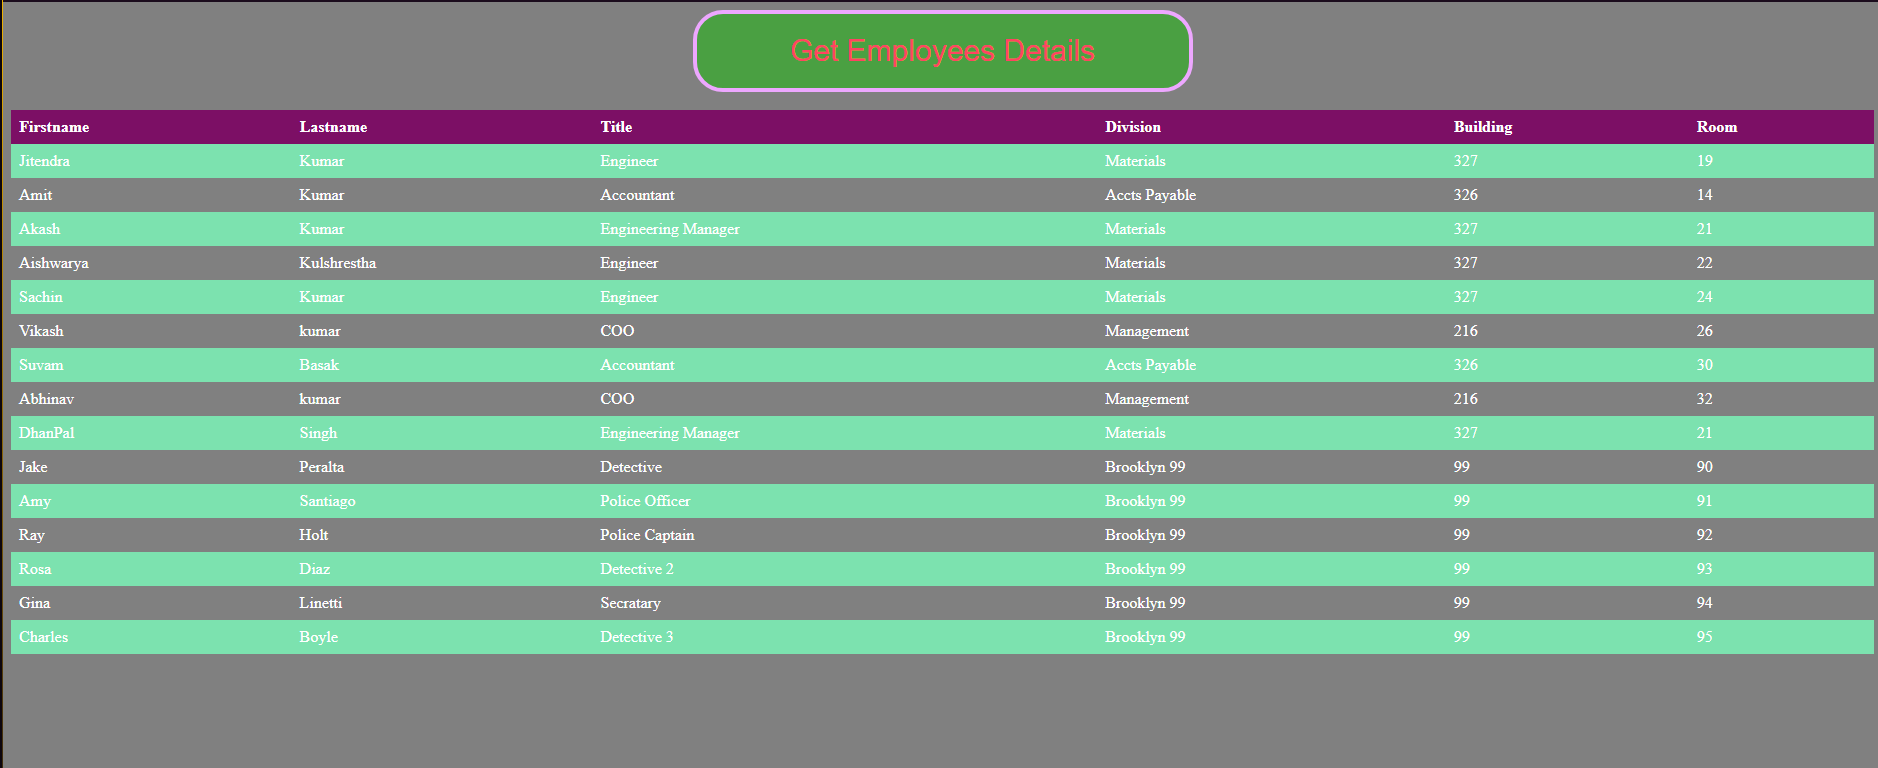 Get Employees Details
Firstname Lastname Title Division Building Room
Jitendra Kumar Engineer Materials 327 19
Amit Kumar Accountant Accts Payable 326 14
Akash Kumar Engineering Manager Materials 327 21
Aishwarya Kulshrestha Engineer Materials 327 22
Sachin Kumar Engineer Materials 327 24
Vikash kumar COO Management 216 26
Suvam Basak Accountant Accts Payable 326 30
Abhinav kumar COO Management 216 32
DhanPal Singh Engineering Manager Materials 327 21
Jake Peralta Detective Brooklyn 99 99 90
Amy Santiago Police Officer Brooklyn 99 99 91
Ray Holt Police Captain Brooklyn 99 99 92
Rosa Diaz Detective 2 Brooklyn 99 99 93
Gina Linetti Secratary Brooklyn 99 99 94
Charles Boyle Detective 3 Brooklyn 99 99 95